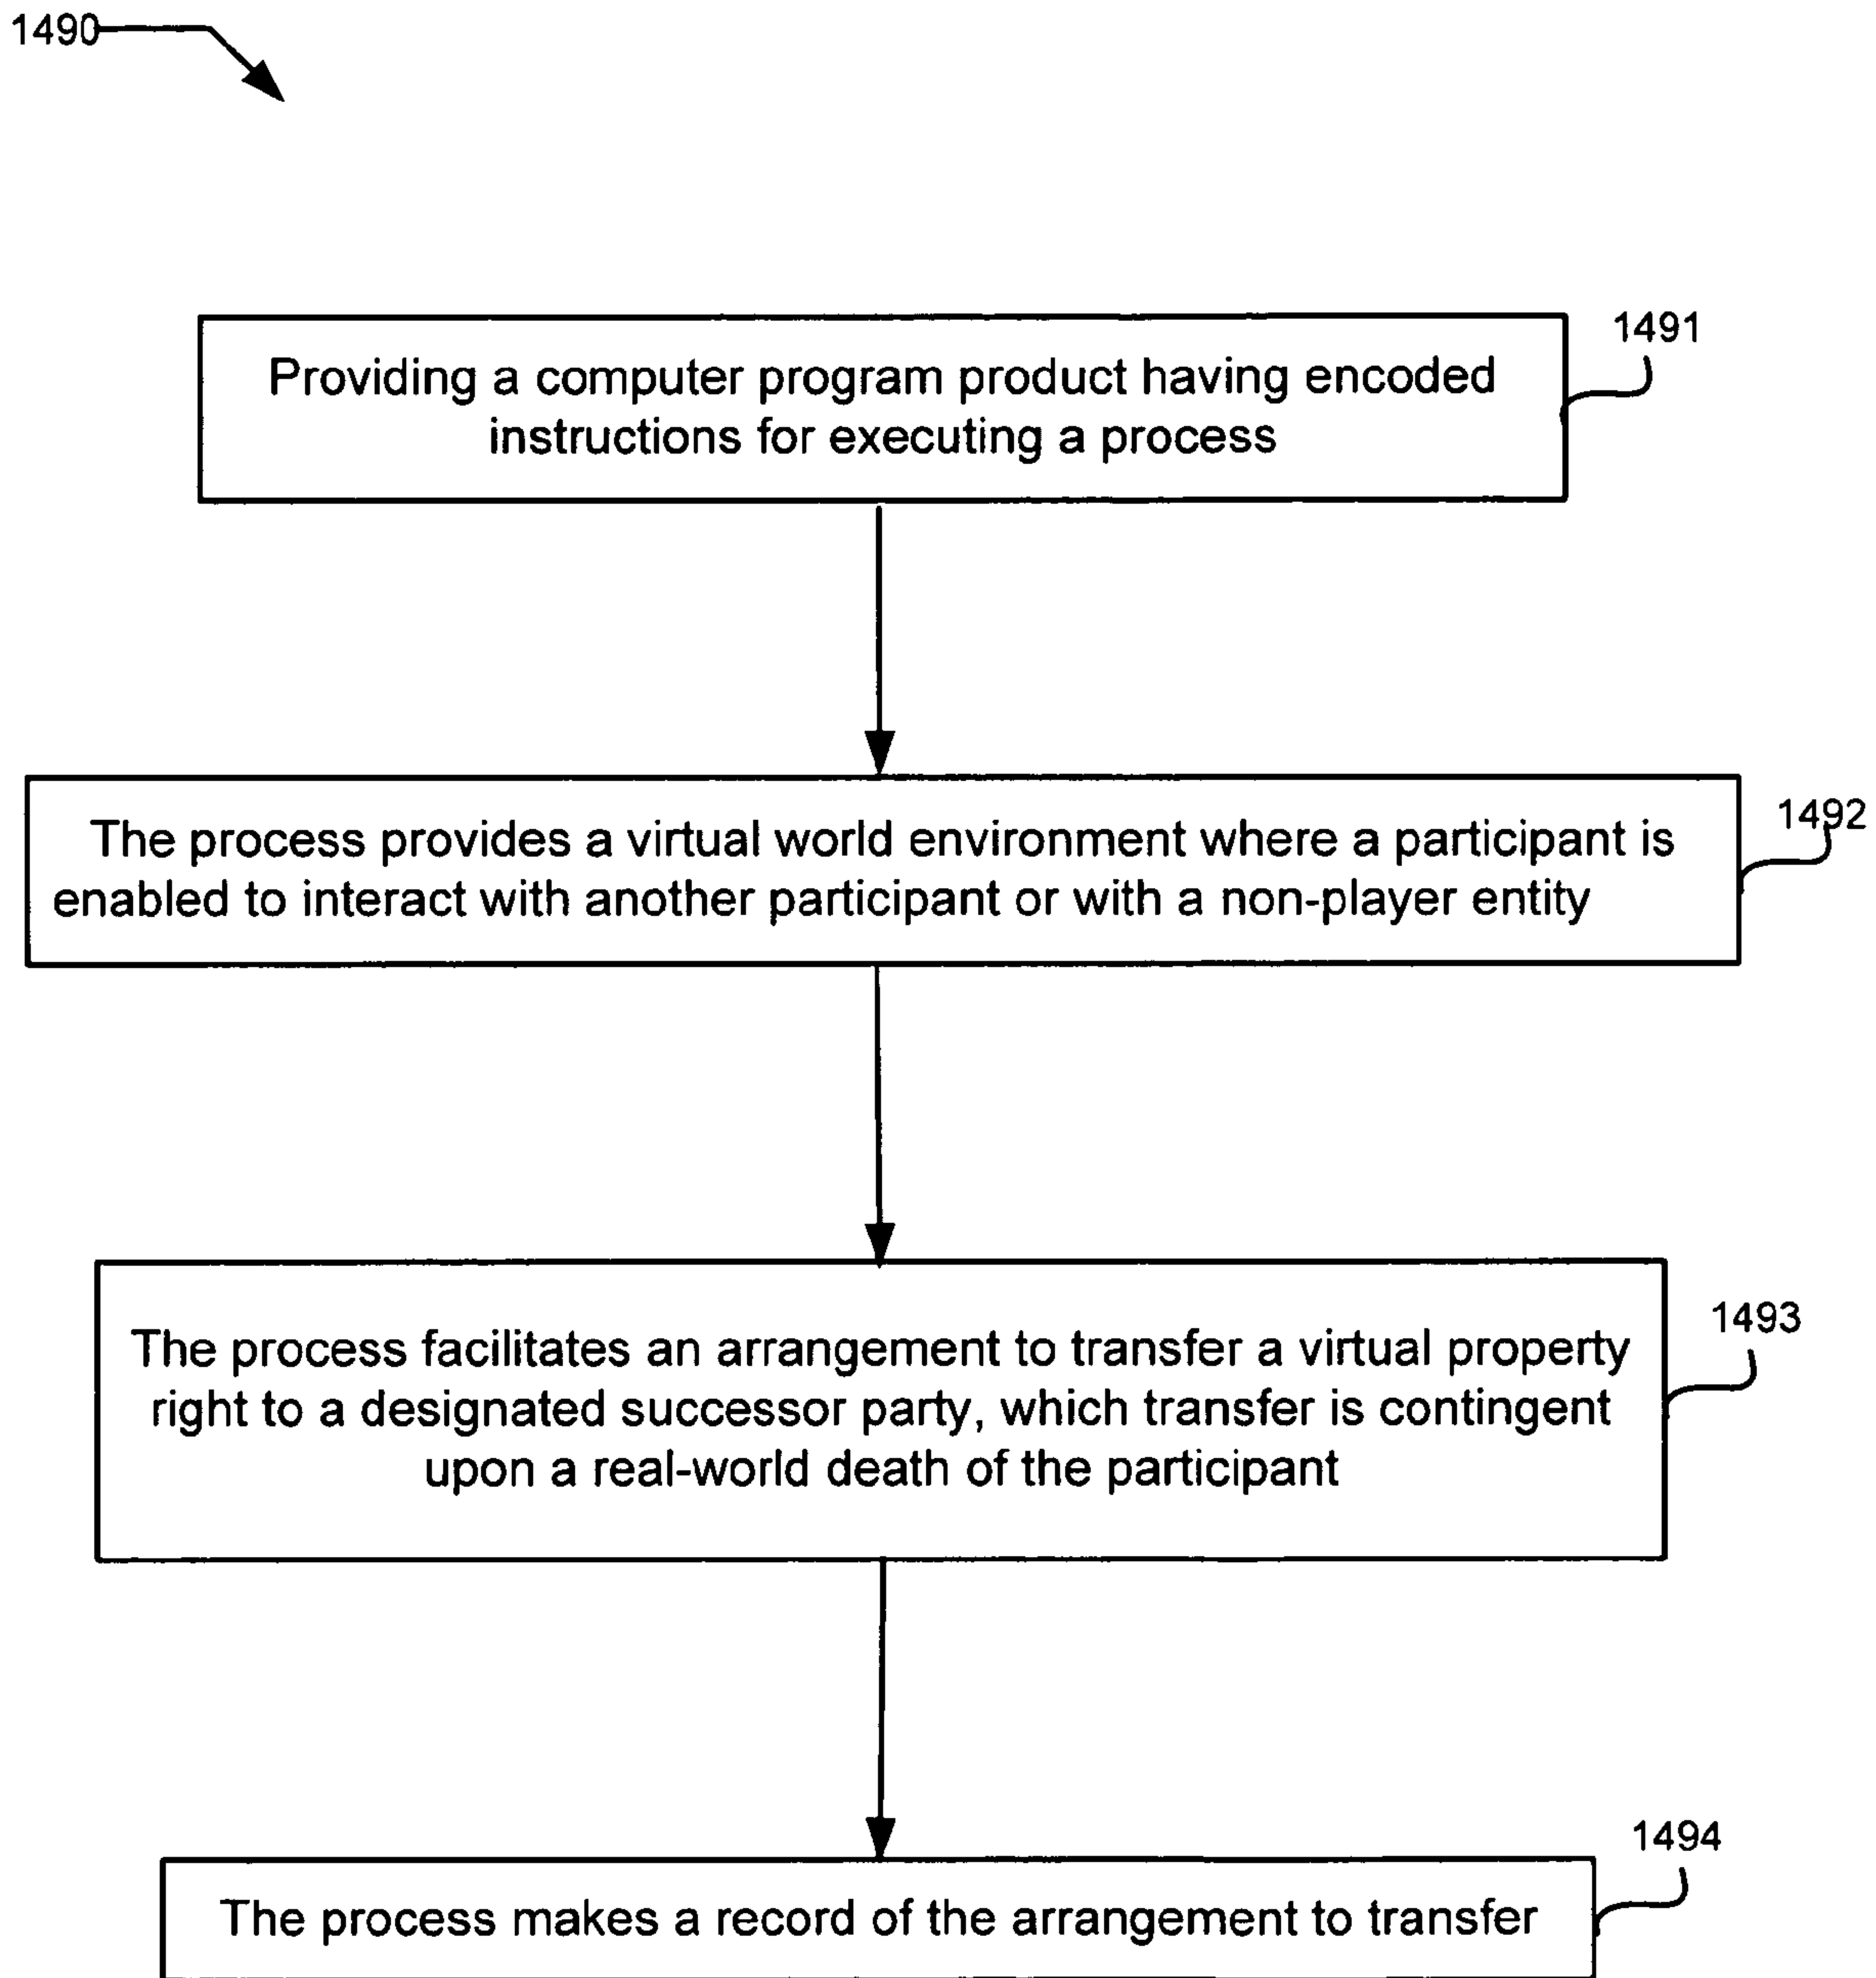 1490
1491
Providing a computer program product having encoded
instructions for executing a process
1492
The process provides a virtual world environment where a participant is
enabled to interact with another participant or with a non-player entity
1493
The process facilitates an arrangement to transfer a virtual property
right to a designated successor party, which transfer is contingent
upon a real-world death of the participant
1494
The process makes a record of the arrangement to transfer